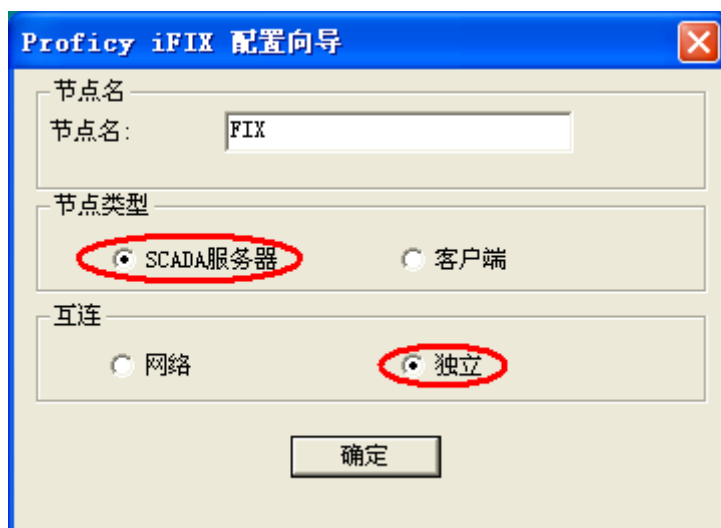 Proficy iFIX 配置向导
节点名
节点名: FIX
节点类型
SCADA服务器 客户端
互连
网络 独立
确定